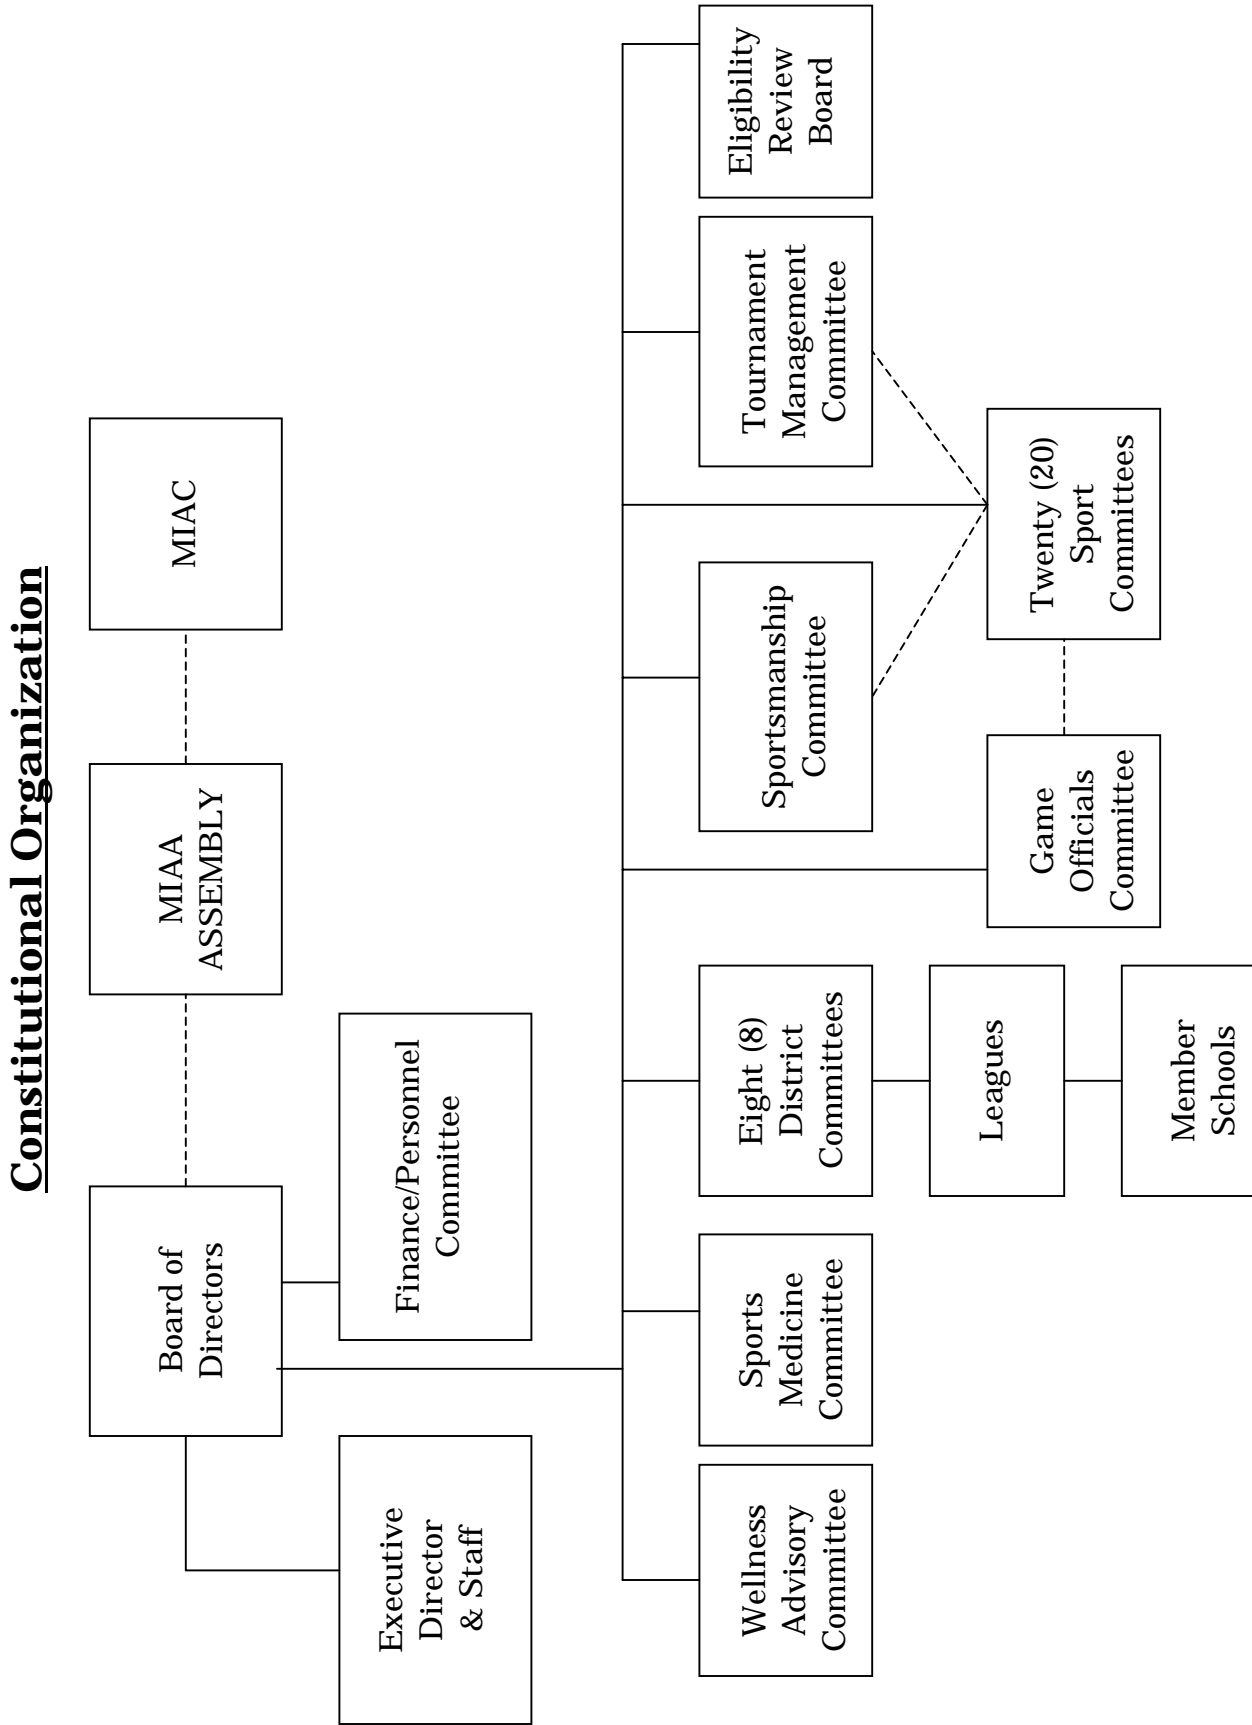 Constitutional Organization
Board of
Directors
MIAA
ASSEMBLY
MIAC
Executive
Director
& Staff
Finance/Personnel
Committee
Wellness
Advisory
Committee
Sports
Medicine
Committee
Eight (8)
District
Committees
Sportsmanship
Committee
Tournament
Management
Committee
Eligibility
Review
Board
Leagues
Game
Officials
Committee
Twenty (20)
Sport
Committees
Member
Schools